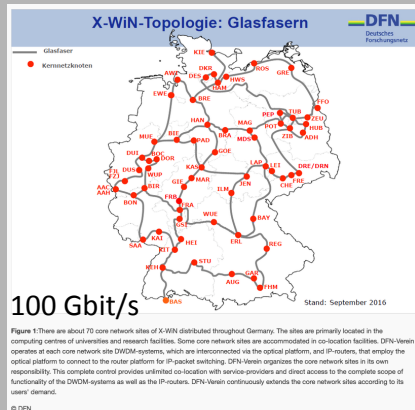 X-WiN-Topologie: Glasfasern
DFN
Deutsches
Forschungsnetz
Glasfaser
Kernnetzknoten
KIE
ROS
DKR
DES
HWS
GRE
AWI
HAM
EWE
BRE
FFO
PEP
TUB
ZEU
HAN
MAG
POT
HUB
BIE
BRA
MDS
ZIB
ADH
MUE
PAD
GOE
DUI
BOC
DOR
LAP
LEI
DRE/DRN
DUS
WUP
KAS
FZJ
BIR
MAR
JEN
CHE
FRE
AAC
AAH
GIE
ILM
BON
FRB
FRA
GSI
WUE
BAY
SAA
KAI
HEI
ERL
REG
KIT
KEH
STU
GAR
AUG
FHM
BAS
100 Gbit/s
Stand: September 2016
Figure 1:There are about 70 core network sites of X-WiN distributed throughout Germany. The sites are primarily located in the
computing centres of universities and research facilities. Some core network sites are accommodated in co-location facilities. DFN-Verein
operates at each core network site DWDM-systems, which are interconnected via the optical platform, and IP-routers, that employ the
optical platform to connect to the router platform for IP-packet switching. DFN-Verein organizes the core network sites in its own
responsibility. This complete control provides unlimited co-location with service-providers and direct access to the complete scope of
functionality of the DWDM-systems as well as the IP-routers. DFN-Verein continuously extends the core network sites according to its
users' demand.
© DFN